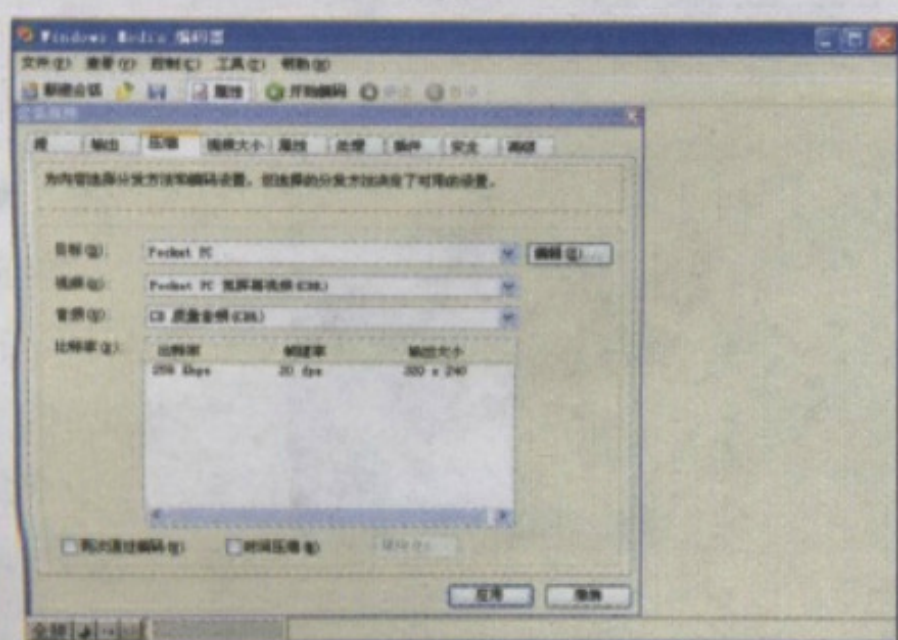 Windows Media 编码器
文件(F) 查看(V) 控制(C) 工具(T) 帮助(H)
新建会话 属性 开始编码 停止
会话属性
源 输出 压缩 视频大小 属性 处理 插件 安全 高级
为内容选择分发方法和编码设置。您选择的分发方法决定了可用的设置。
目标(D): Pocket PC 编辑(E)...
视频(V): Pocket PC 宽屏幕视频(CBR)
音频(U): CD 质量音频(CBR)
比特率(R): 比特率 帧速率 输出大小
258 Kbps 20 fps 320 x 240
两次通过编码(W) 时间压缩(M)
应用